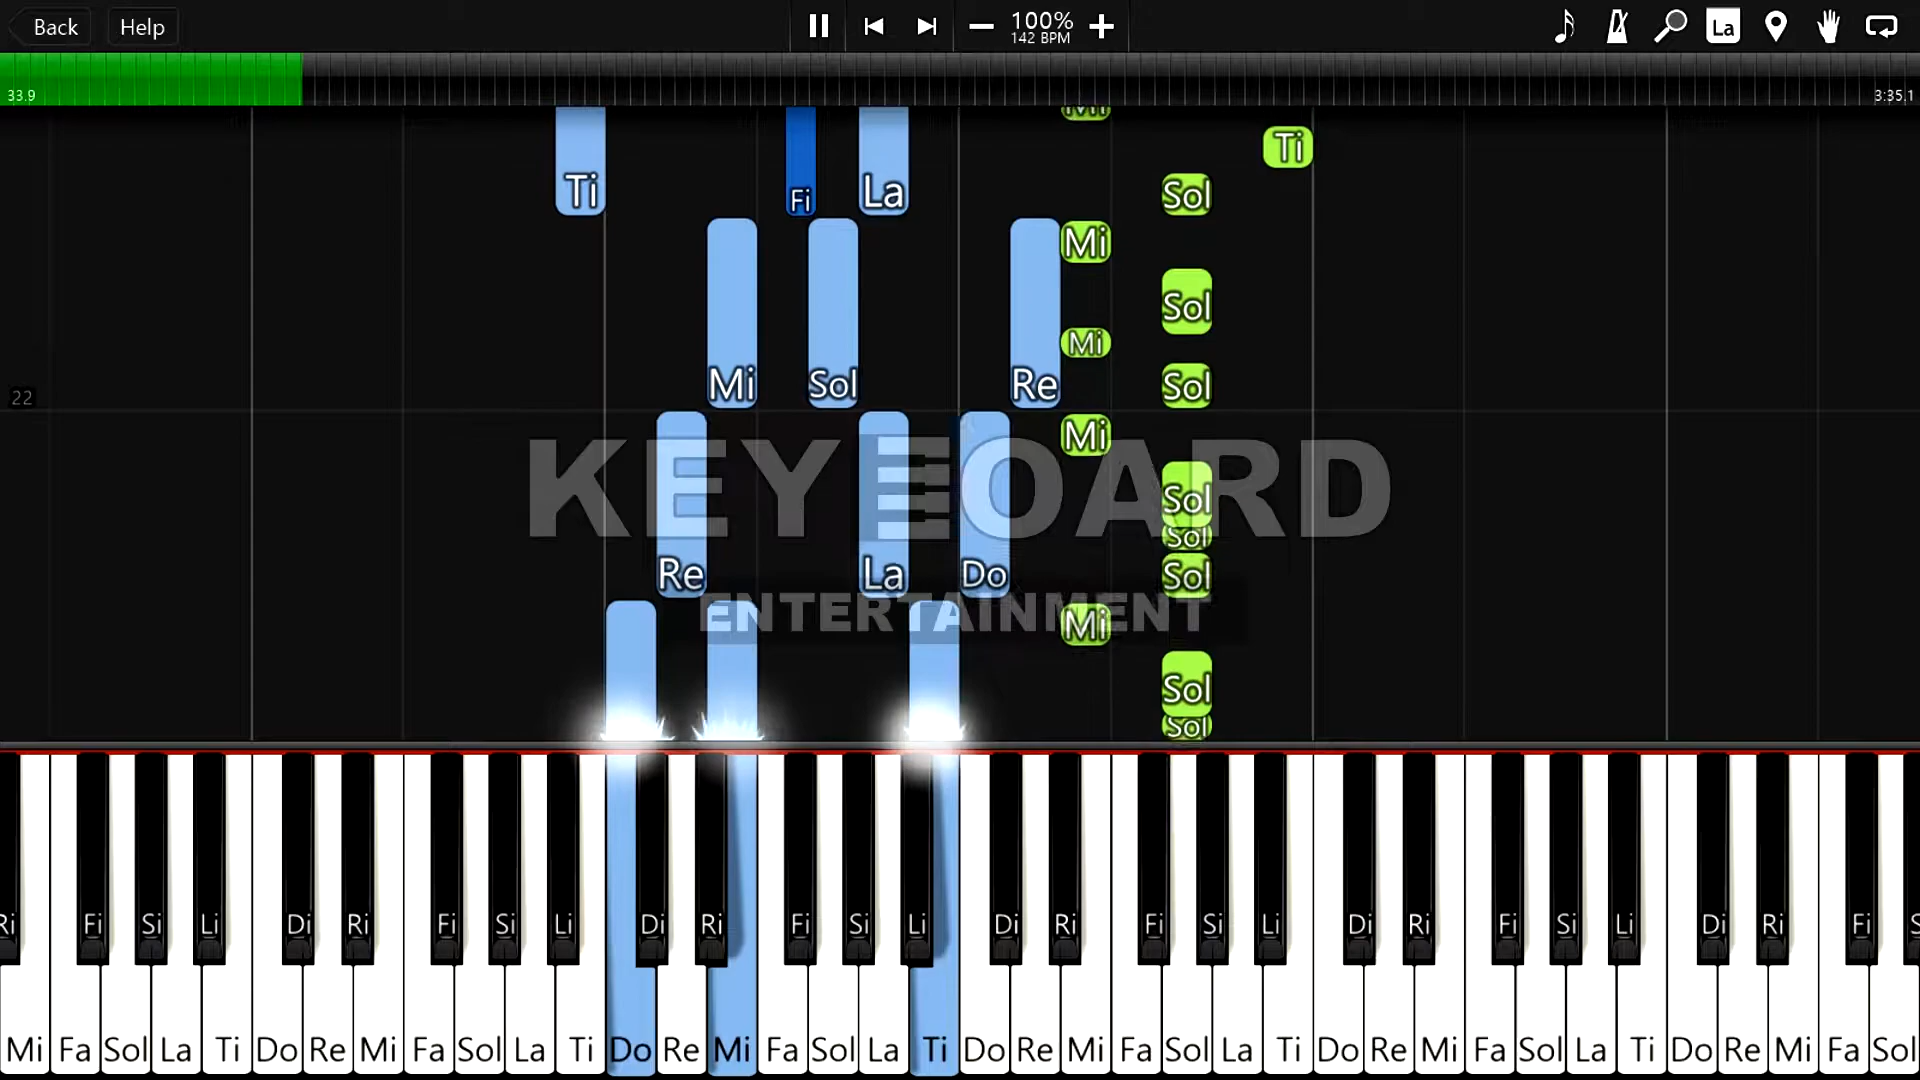 Back Help 100% La
142 BPM
33.9 3:35.1
Mi
Ti
Ti Fi La Sol
Mi
Sol
Mi
Mi Sol Re Sol
22
Mi
KEYBOARD
Sol
Sol
Re La Do Sol
ENTERTAINMENT
Mi
Sol
Sol
Ri Fi Si Li Di Ri Fi Si Li Di Ri Fi Si Li Di Ri Fi Si Li Di Ri Fi Si Li Di Ri Fi S
Mi Fa Sol La Ti Do Re Mi Fa Sol La Ti Do Re Mi Fa Sol La Ti Do Re Mi Fa Sol La Ti Do Re Mi Fa Sol La Ti Do Re Mi Fa Sol